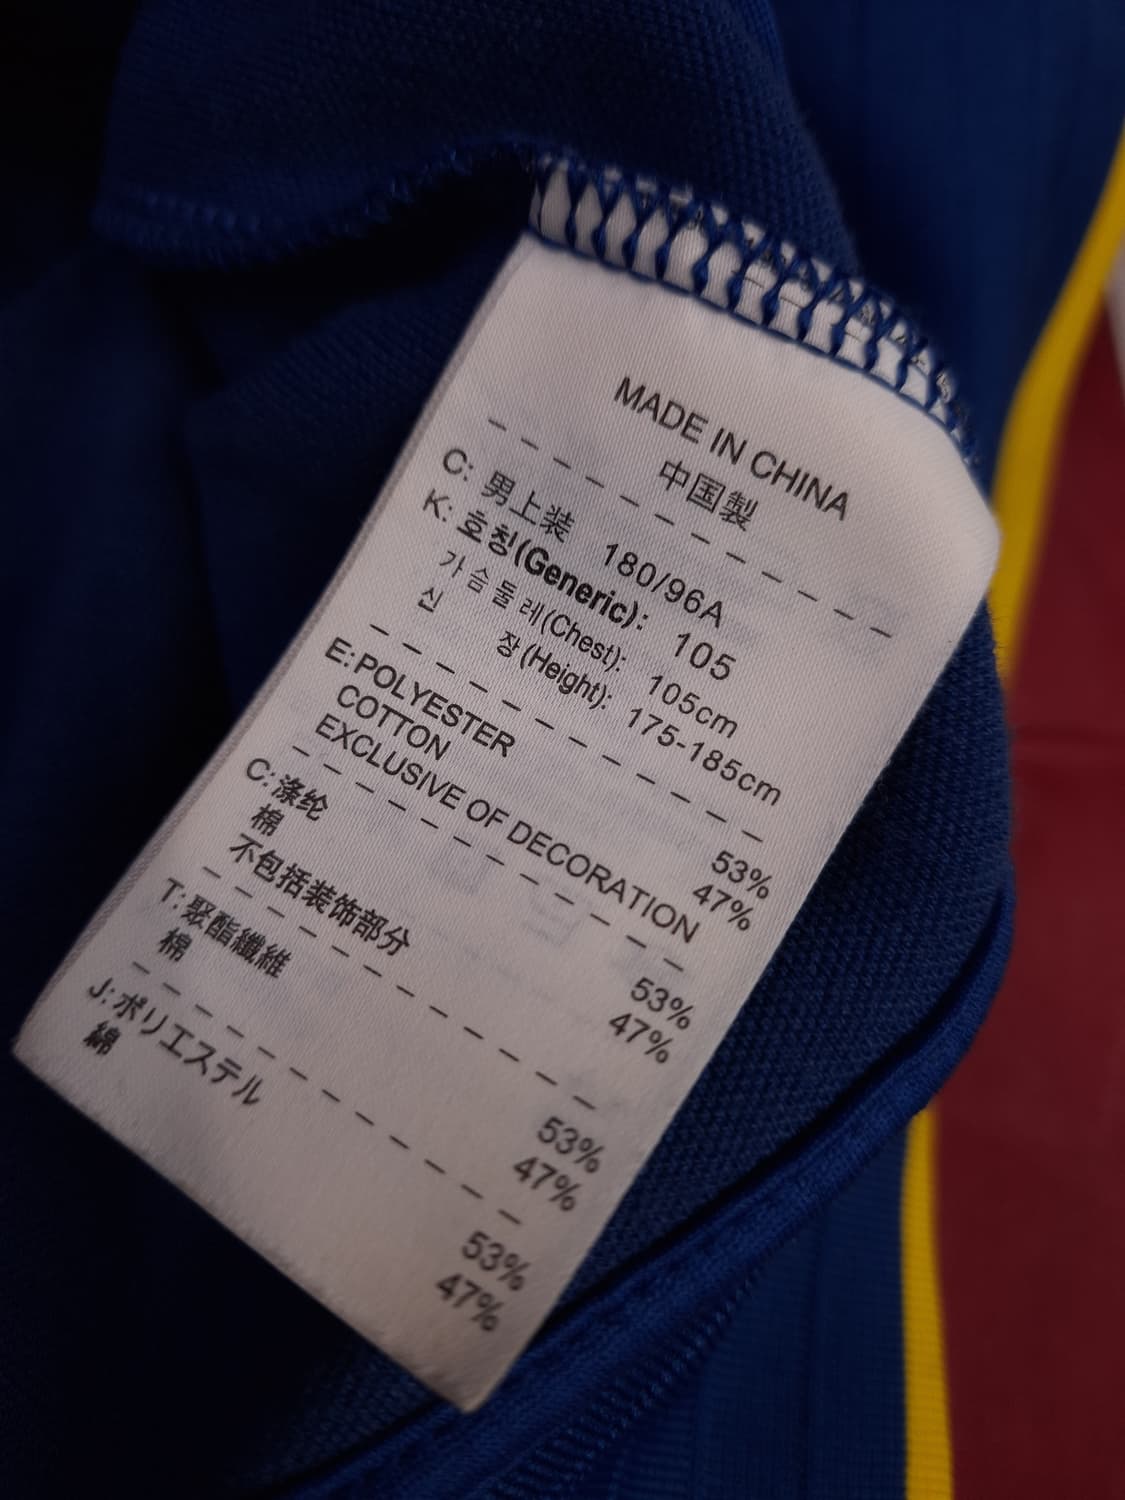 MADE IN CHINA
中国製
C: 男上装 180/96A
K: 호칭(Generic): 105
가슴둘레(Chest): 105cm
신 장(Height): 175-185cm
E: POLYESTER 53%
COTTON 47%
EXCLUSIVE OF DECORATION
C: 涤纶 53%
棉 47%
不包括装饰部分
T: 聚酯纖維 53%
棉 47%
J: ポリエステル 53%
綿 47%